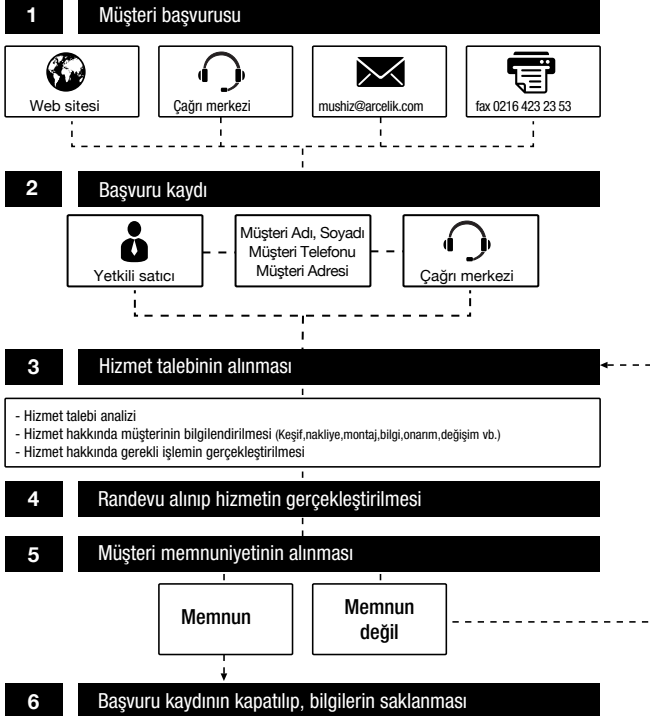 1 Müşteri başvurusu
Web sitesi
Çağrı merkezi
mushiz@arcelik.com
fax 0216 423 23 53
2 Başvuru kaydı
Yetkili satıcı
Müşteri Adı, Soyadı
Müşteri Telefonu
Müşteri Adresi
Çağrı merkezi
3 Hizmet talebinin alınması
- Hizmet talebi analizi
- Hizmet hakkında müşterinin bilgilendirilmesi (Keşif,nakliye,montaj,bilgi,onarım,değişim vb.)
- Hizmet hakkında gerekli işlemin gerçekleştirilmesi
4 Randevu alınıp hizmetin gerçekleştirilmesi
5 Müşteri memnuniyetinin alınması
Memnun
Memnun
değil
6 Başvuru kaydının kapatılıp, bilgilerin saklanması